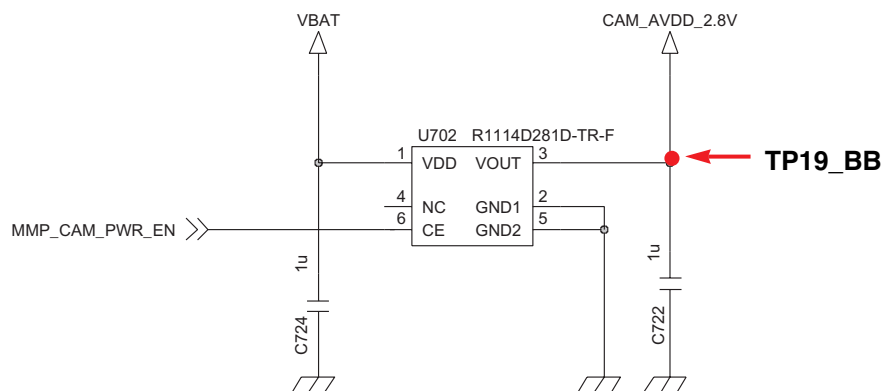 VBAT
CAM_AVDD_2.8V
U702 R1114D281D-TR-F
1 VDD VOUT 3
TP19_BB
4 NC GND1 2
6 CE GND2 5
MMP_CAM_PWR_EN
1u
C724
1u
C722